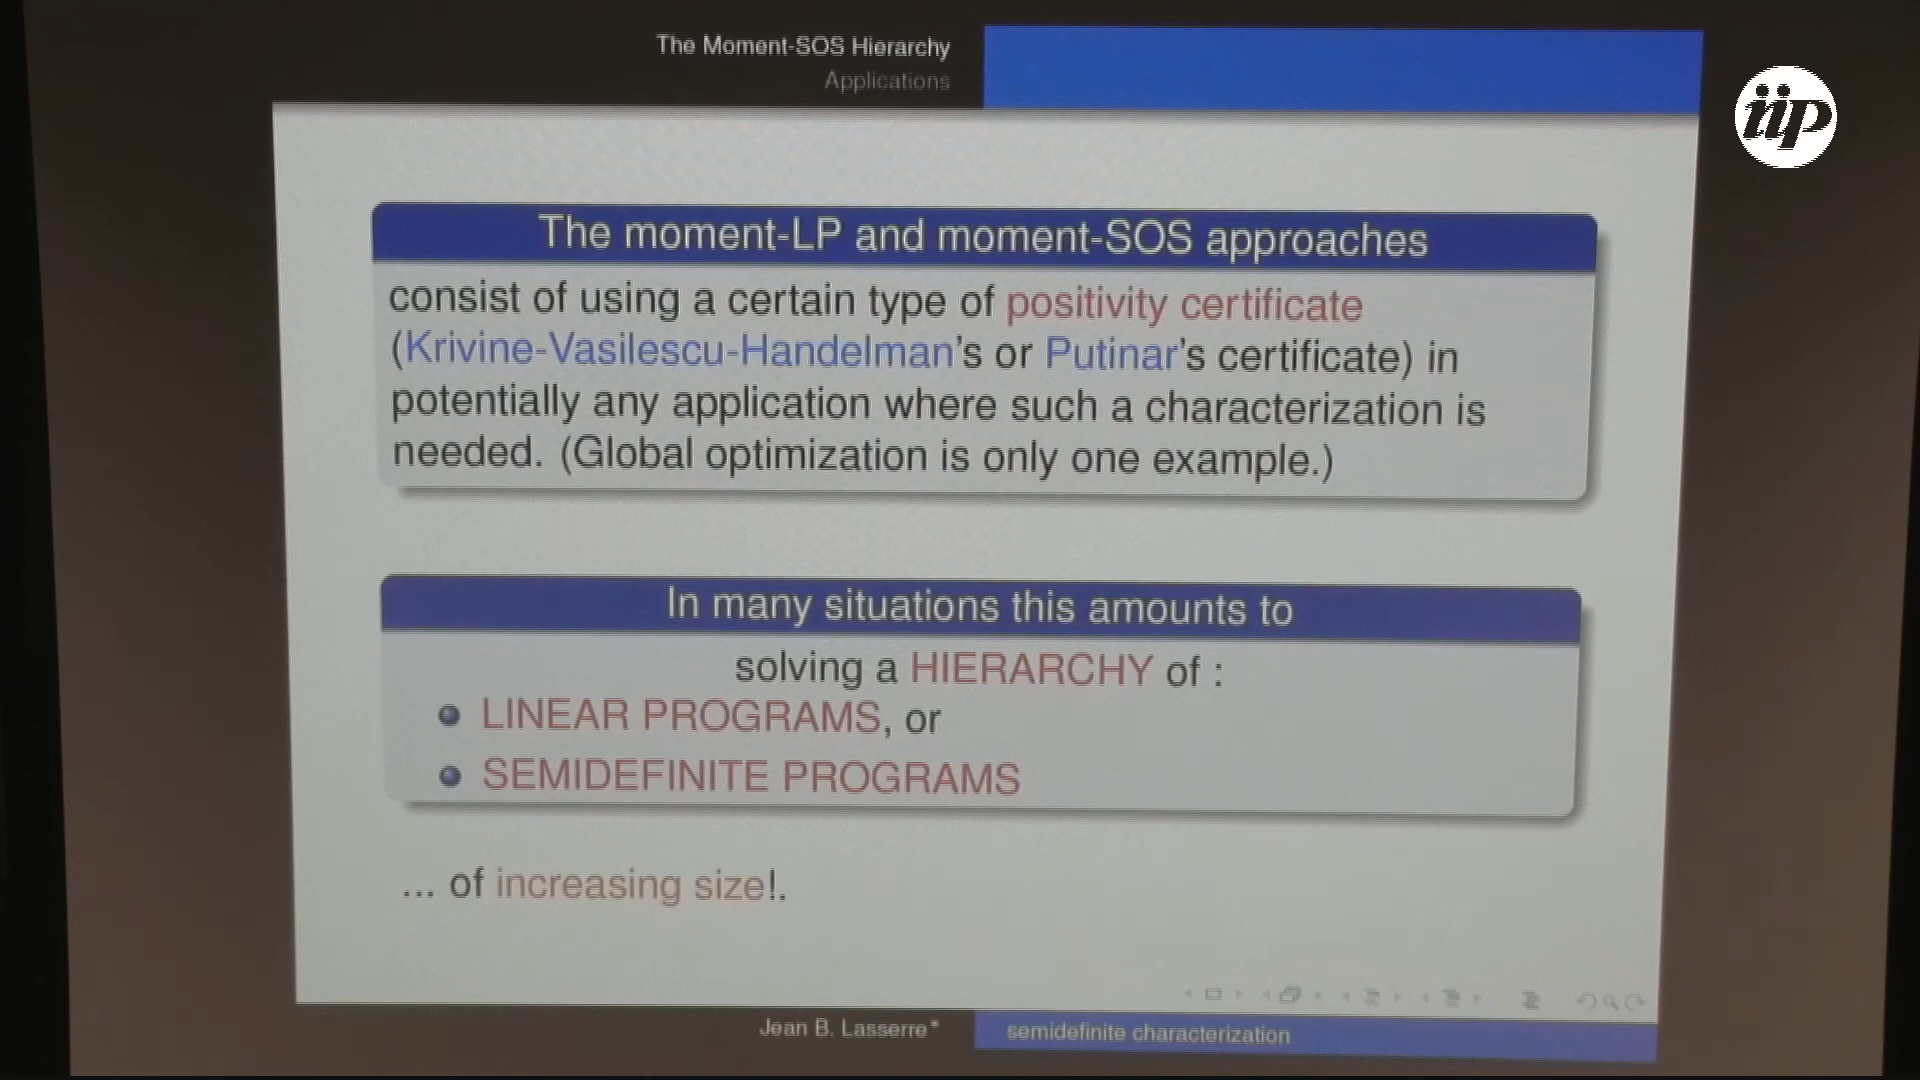 The Moment-SOS Hierarchy
Applications
iip
The moment-LP and moment-SOS approaches
consist of using a certain type of positivity certificate
(Krivine-Vasilescu-Handelman's or Putinar's certificate) in
potentially any application where such a characterization is
needed. (Global optimization is only one example.)
In many situations this amounts to
solving a HIERARCHY of :
LINEAR PROGRAMS, or
SEMIDEFINITE PROGRAMS
... of increasing size!.
Jean B. Lasserre*
semidefinite characterization